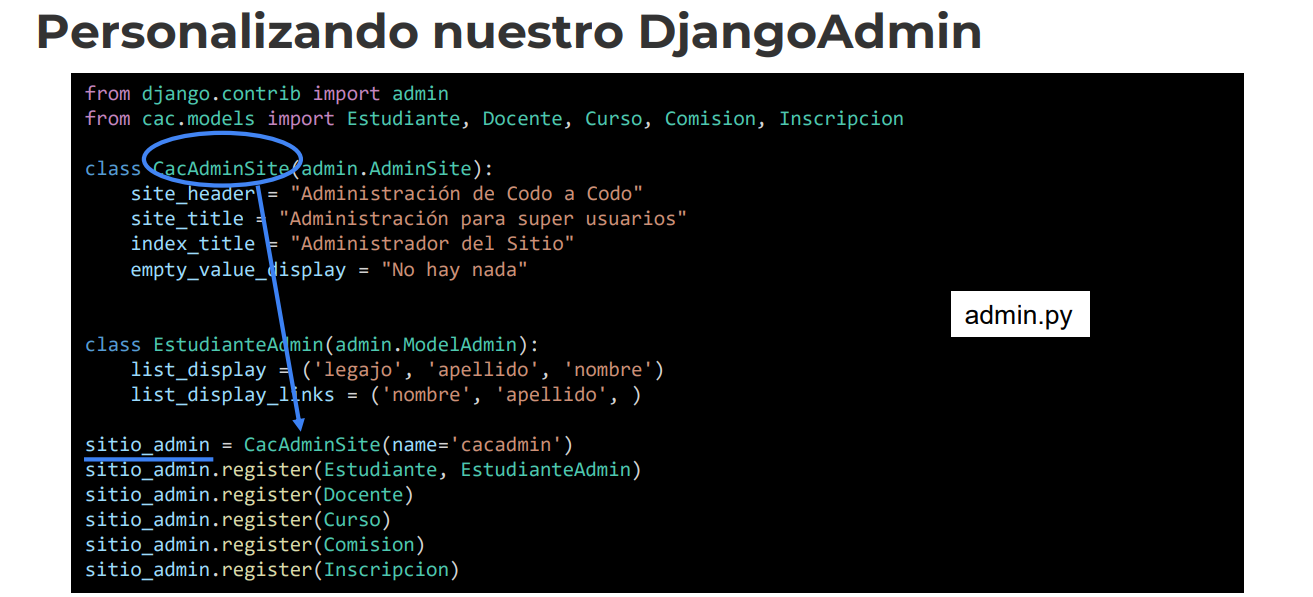 Personalizando nuestro DjangoAdmin
from django.contrib import admin
from cac.models import Estudiante, Docente, Curso, Comision, Inscripcion
class CacAdminSite(admin.AdminSite):
site_header = "Administración de Codo a Codo"
site_title = "Administración para super usuarios"
index_title = "Administrador del Sitio"
empty_value_display = "No hay nada"
admin.py
class EstudianteAdmin(admin.ModelAdmin):
list_display = ('legajo', 'apellido', 'nombre')
list_display_links = ('nombre', 'apellido', )
sitio_admin = CacAdminSite(name='cacadmin')
sitio_admin.register(Estudiante, EstudianteAdmin)
sitio_admin.register(Docente)
sitio_admin.register(Curso)
sitio_admin.register(Comision)
sitio_admin.register(Inscripcion)